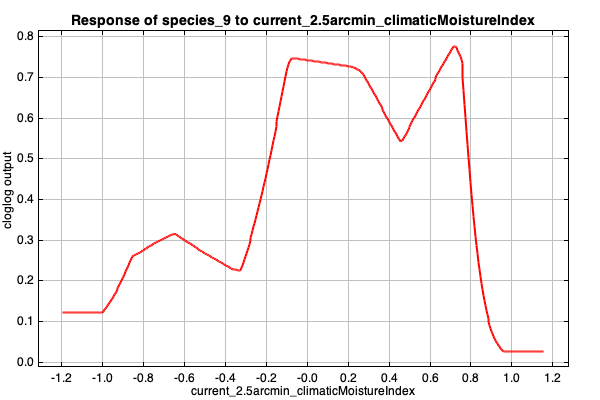 Response of species_9 to current_2.5arcmin_climaticMoistureIndex
cloglog output
0.8
0.7
0.6
0.5
0.4
0.3
0.2
0.1
0.0
-1.2 -1.0 -0.8 -0.6 -0.4 -0.2 -0.0 0.2 0.4 0.6 0.8 1.0 1.2
current_2.5arcmin_climaticMoistureIndex